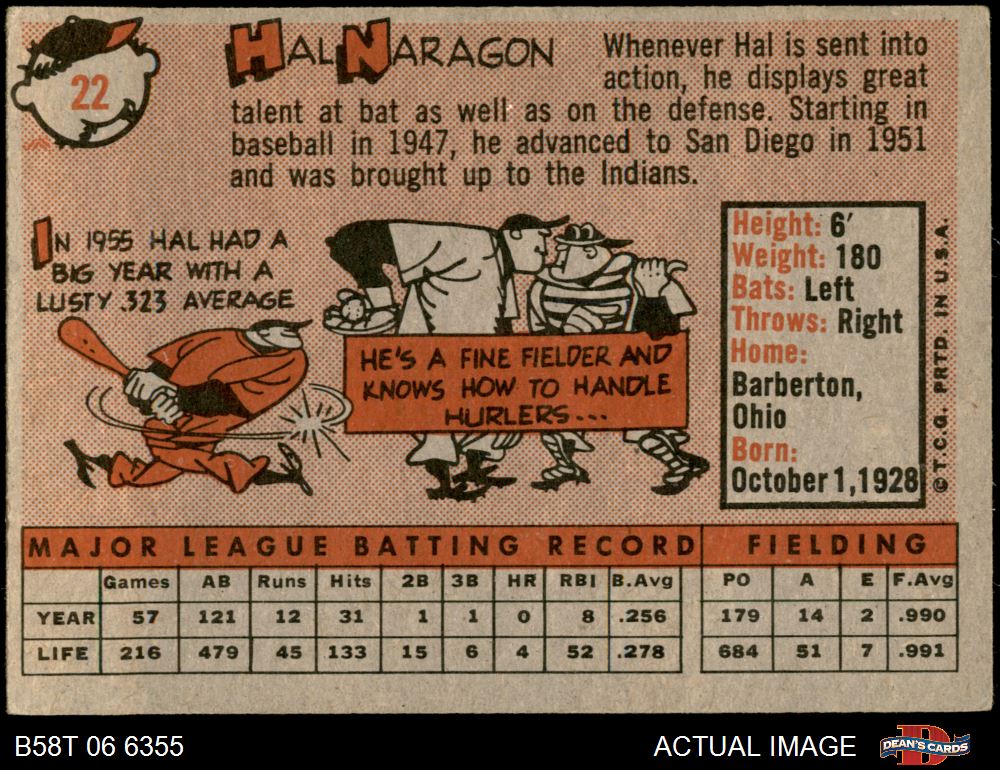 22
HAL NARAGON
Whenever Hal is sent into
action, he displays great
talent at bat as well as on the defense. Starting in
baseball in 1947, he advanced to San Diego in 1951
and was brought up to the Indians.
IN 1955 HAL HAD A
BIG YEAR WITH A
LUSTY .323 AVERAGE
HE'S A FINE FIELDER AND
KNOWS HOW TO HANDLE
HURLERS...
Height: 6'
Weight: 180
Bats: Left
Throws: Right
Home:
Barberton,
Ohio
Born:
October 1, 1928
© T.C.G. PRTD. IN U.S.A.
MAJOR LEAGUE BATTING RECORD FIELDING
Games AB Runs Hits 2B 3B HR RBI B.Avg PO A E F.Avg
YEAR 57 121 12 31 1 1 0 8 .256 179 14 2 .990
LIFE 216 479 45 133 15 6 4 52 .278 684 51 7 .991
B58T 06 6355
ACTUAL IMAGE
D
DEAN'S CARDS